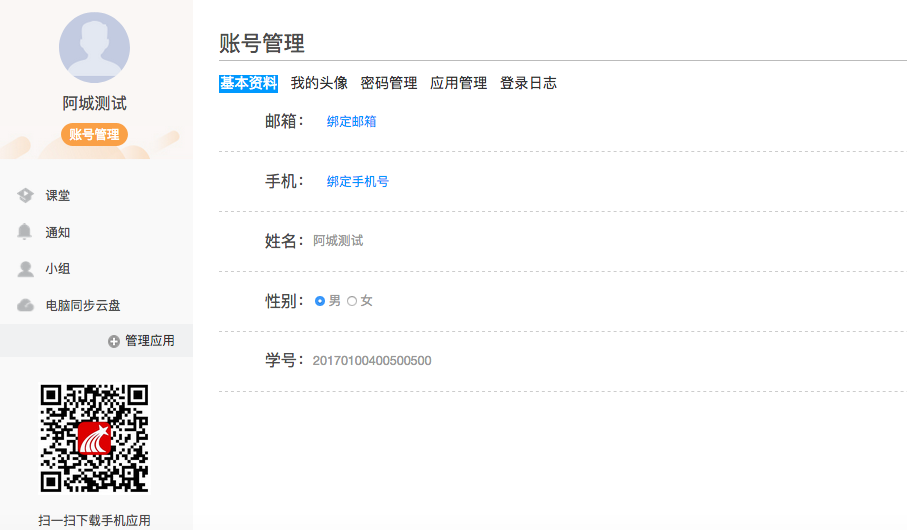 阿城测试
账号管理
课堂
通知
小组
电脑同步云盘
管理应用
扫一扫下载手机应用
账号管理
基本资料 我的头像 密码管理 应用管理 登录日志
邮箱： 绑定邮箱
手机： 绑定手机号
姓名：阿城测试
性别： 男 女
学号：20170100400500500